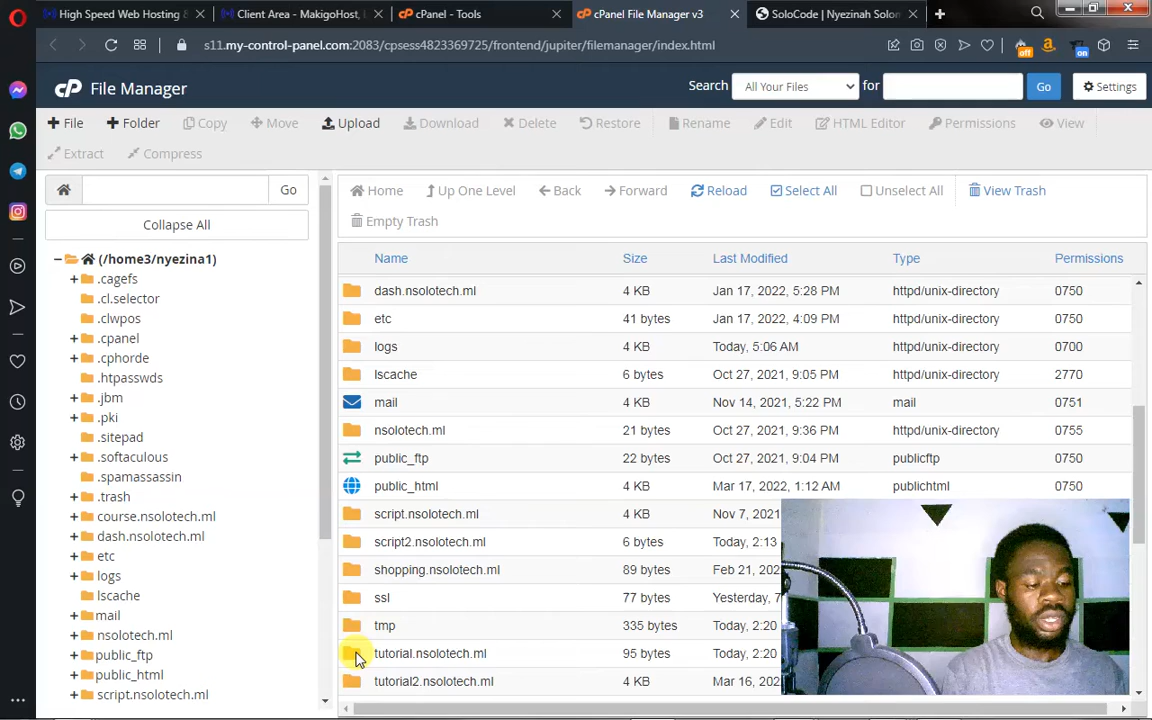 High Speed Web Hosting &
Client Area - MakigoHost, L
cPanel - Tools
cPanel File Manager v3
SoloCode | Nyezinah Solom
s11.my-control-panel.com:2083/cpsess4823369725/frontend/jupiter/filemanager/index.html
off
on
cP File Manager
Search All Your Files for Go Settings
File Folder Copy Move Upload Download Delete Restore Rename Edit HTML Editor Permissions View
Extract Compress
Go
Collapse All
(/home3/nyezina1)
.cagefs
.cl.selector
.clwpos
.cpanel
.cphorde
.htpasswds
.jbm
.pki
.sitepad
.softaculous
.spamassassin
.trash
course.nsolotech.ml
dash.nsolotech.ml
etc
logs
lscache
mail
nsolotech.ml
public_ftp
public_html
script.nsolotech.ml
Home Up One Level Back Forward Reload Select All Unselect All View Trash
Empty Trash
Name Size Last Modified Type Permissions
dash.nsolotech.ml 4 KB Jan 17, 2022, 5:28 PM httpd/unix-directory 0750
etc 41 bytes Jan 17, 2022, 4:09 PM httpd/unix-directory 0750
logs 4 KB Today, 5:06 AM httpd/unix-directory 0700
lscache 6 bytes Oct 27, 2021, 9:05 PM httpd/unix-directory 2770
mail 4 KB Nov 14, 2021, 5:22 PM mail 0751
nsolotech.ml 21 bytes Oct 27, 2021, 9:36 PM httpd/unix-directory 0755
public_ftp 22 bytes Oct 27, 2021, 9:04 PM publicftp 0750
public_html 4 KB Mar 17, 2022, 1:12 AM publichtml 0750
script.nsolotech.ml 4 KB Nov 7, 2021
script2.nsolotech.ml 6 bytes Today, 2:13
shopping.nsolotech.ml 89 bytes Feb 21, 202
ssl 77 bytes Yesterday, 7
tmp 335 bytes Today, 2:20
tutorial.nsolotech.ml 95 bytes Today, 2:20
tutorial2.nsolotech.ml 4 KB Mar 16, 202